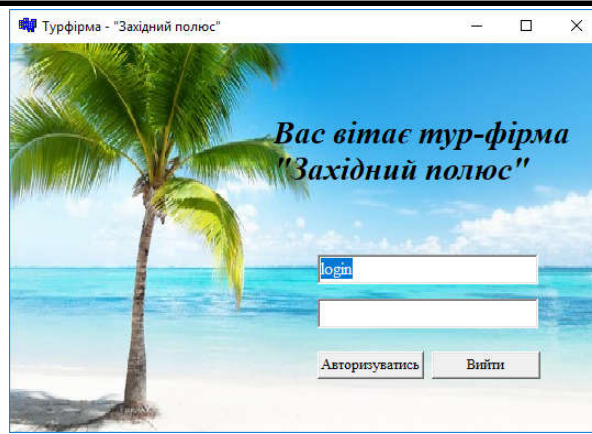 Турфірма - "Західний полюс"
Вас вітає тур-фірма
"Західний полюс"
login
Авторизуватись Вийти